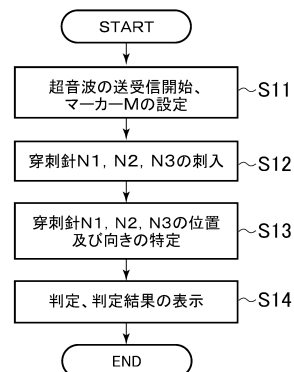 START
超音波の送受信開始、
マーカーMの設定
S11
穿刺針N1, N2, N3の刺入
S12
穿刺針N1, N2, N3の位置
及び向きの特定
S13
判定、判定結果の表示
S14
END